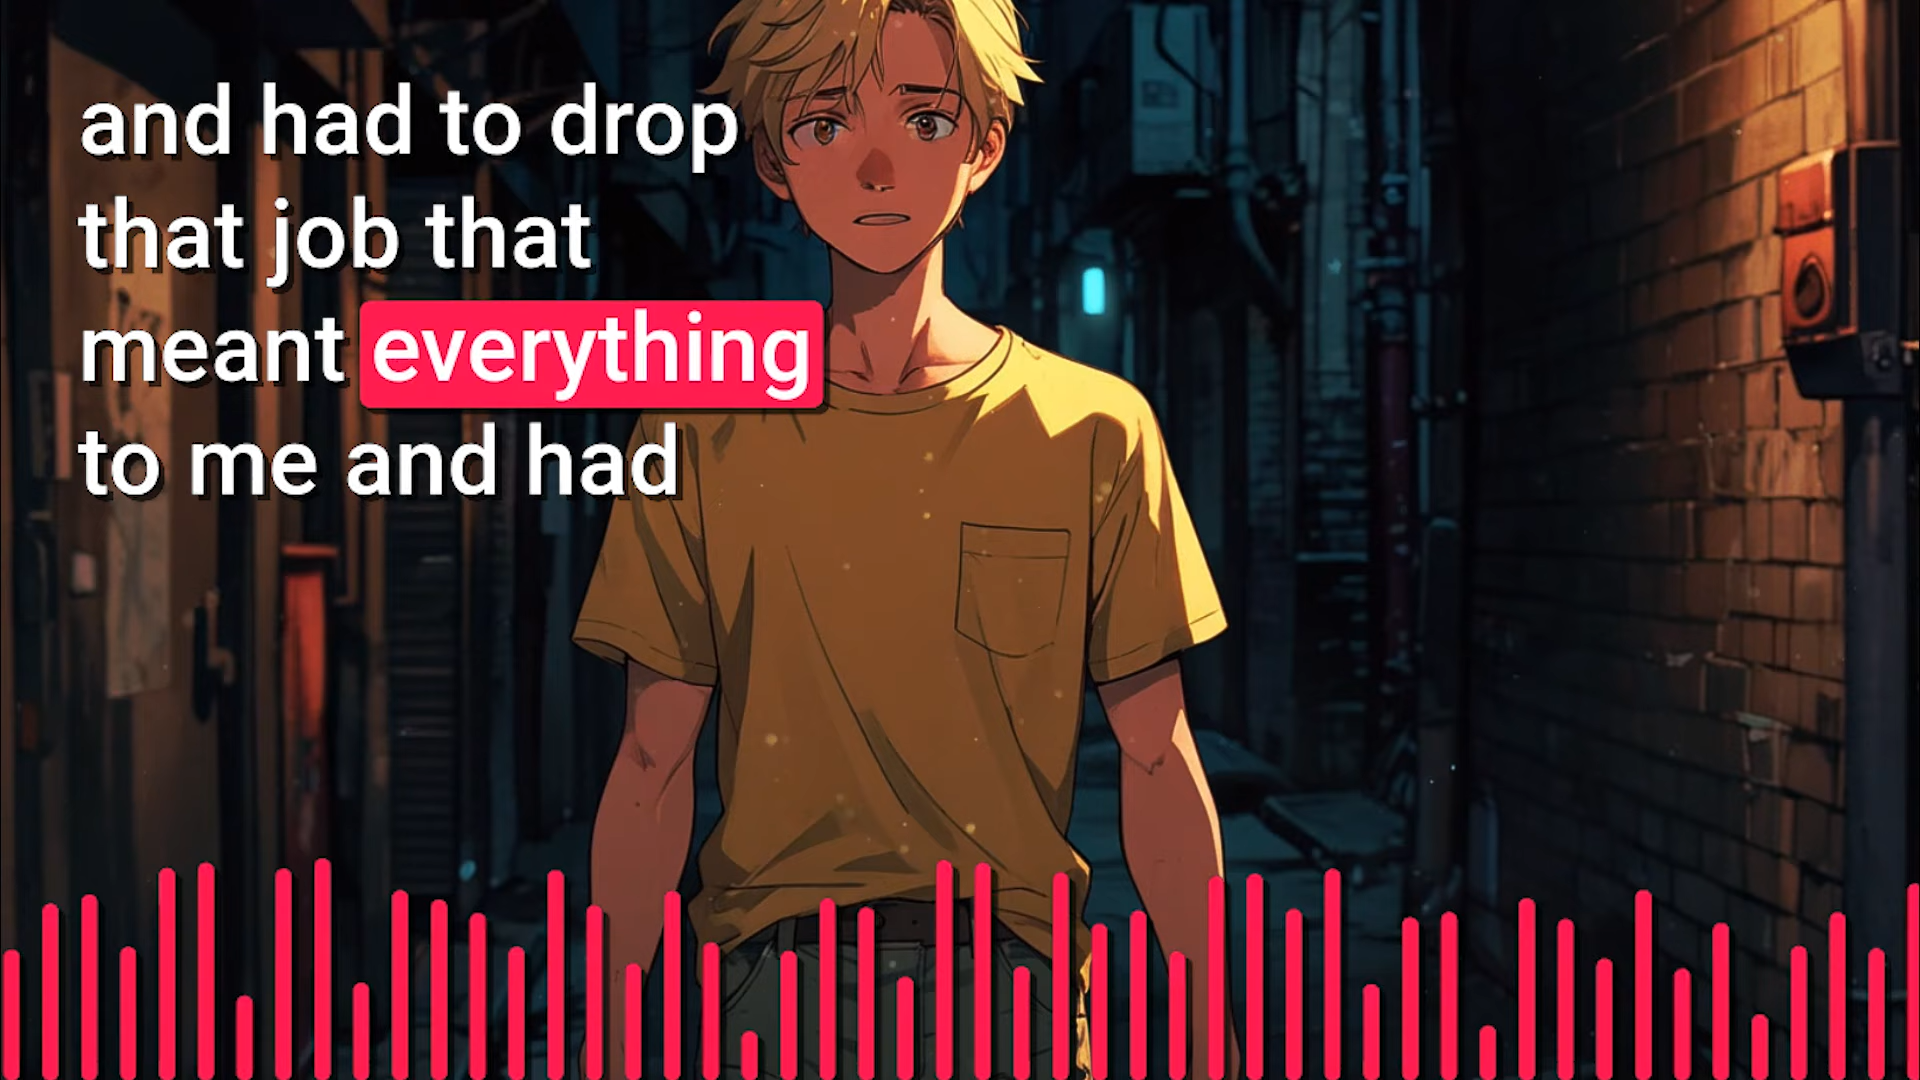 and had to drop
that job that
meant everything
to me and had